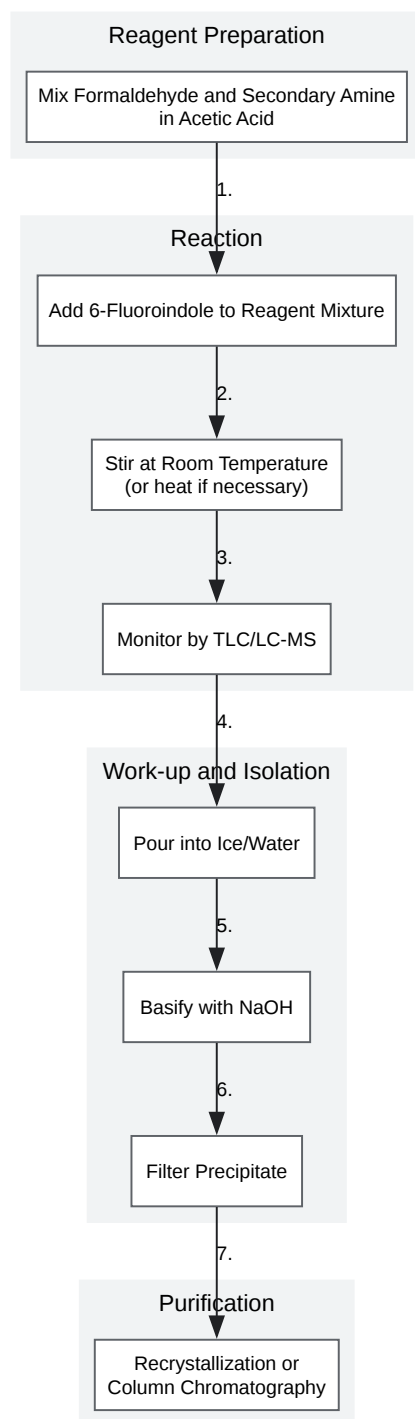 Reagent Preparation
Mix Formaldehyde and Secondary Amine
in Acetic Acid
1.
Reaction
Add 6-Fluoroindole to Reagent Mixture
2.
Stir at Room Temperature
(or heat if necessary)
3.
Monitor by TLC/LC-MS
4.
Work-up and Isolation
Pour into Ice/Water
5.
Basify with NaOH
6.
Filter Precipitate
7.
Purification
Recrystallization or
Column Chromatography